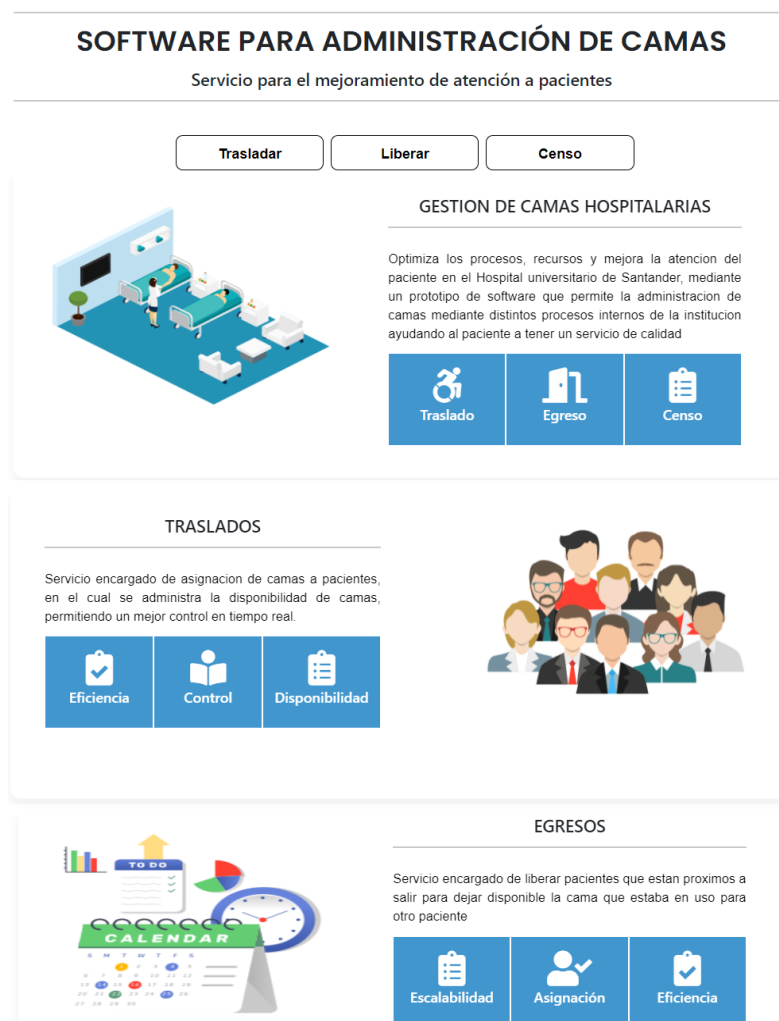 SOFTWARE PARA ADMINISTRACIÓN DE CAMAS
Servicio para el mejoramiento de atención a pacientes
Trasladar Liberar Censo
GESTION DE CAMAS HOSPITALARIAS
Optimiza los procesos, recursos y mejora la atencion del
paciente en el Hospital universitario de Santander, mediante
un prototipo de software que permite la administracion de
camas mediante distintos procesos internos de la institucion
ayudando al paciente a tener un servicio de calidad
Traslado Egreso Censo
TRASLADOS
Servicio encargado de asignacion de camas a pacientes,
en el cual se administra la disponibilidad de camas,
permitiendo un mejor control en tiempo real.
Eficiencia Control Disponibilidad
TO DO
CALENDAR
S M T W T F S
EGRESOS
Servicio encargado de liberar pacientes que estan proximos a
salir para dejar disponible la cama que estaba en uso para
otro paciente
Escalabilidad Asignación Eficiencia